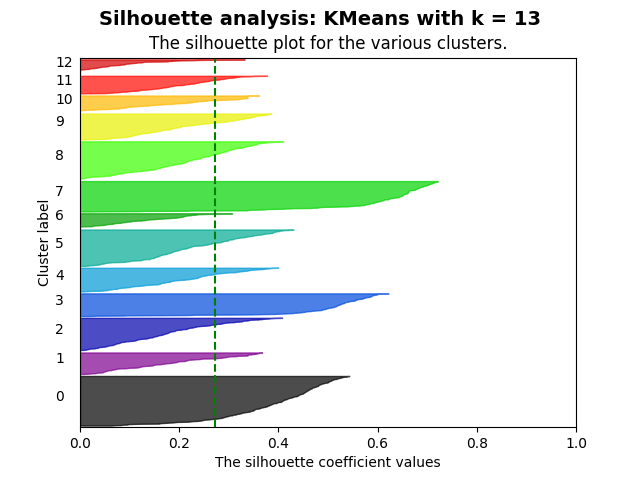 Silhouette analysis: KMeans with k = 13
The silhouette plot for the various clusters.
Cluster label
12
11
10
9
8
7
6
5
4
3
2
1
0
0.0 0.2 0.4 0.6 0.8 1.0
The silhouette coefficient values